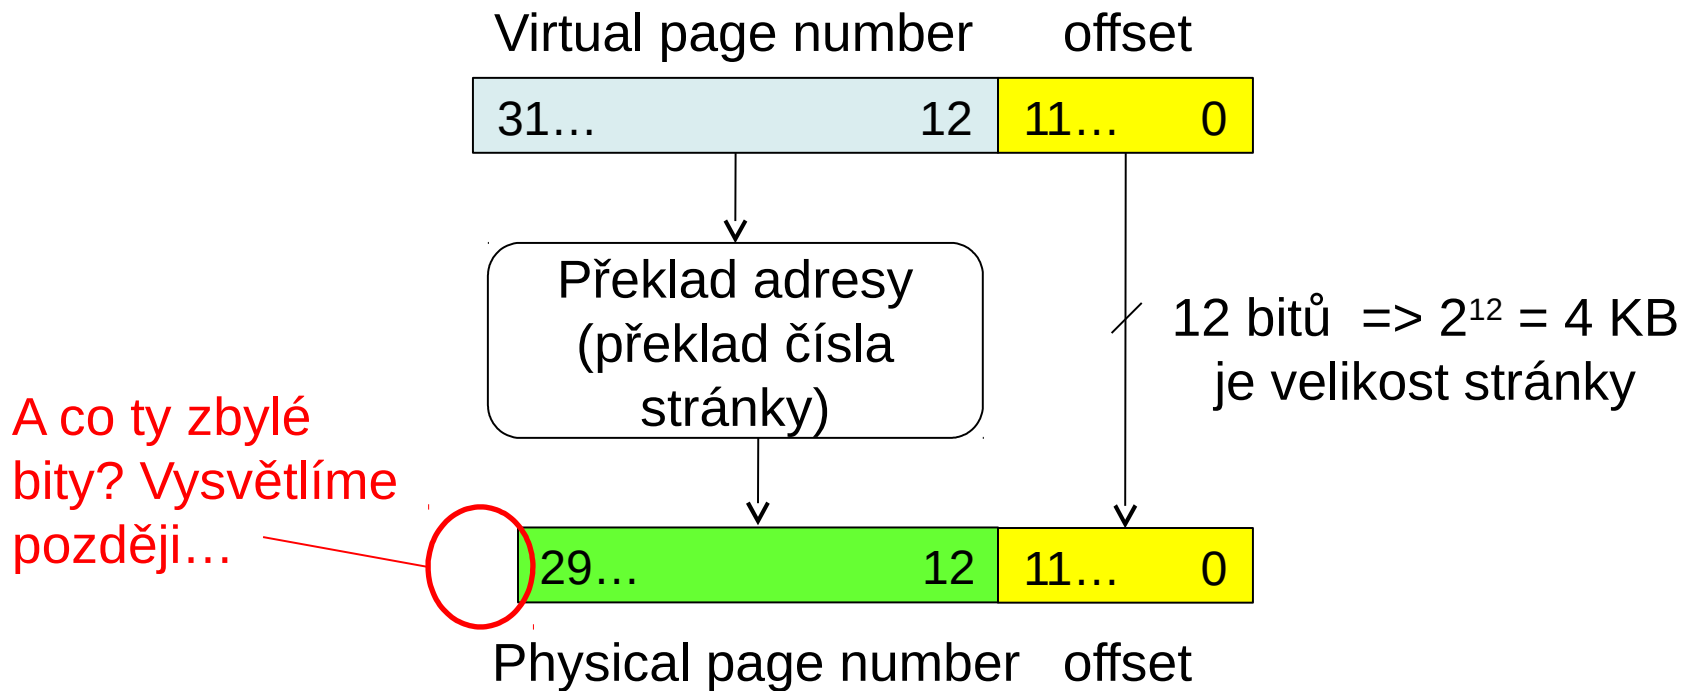 Virtual page number offset
31… 12 11… 0
Překlad adresy
(překlad čísla
stránky)
12 bitů => 2¹² = 4 KB
je velikost stránky
A co ty zbylé
bity? Vysvětlíme
později…
29… 12 11… 0
Physical page number offset